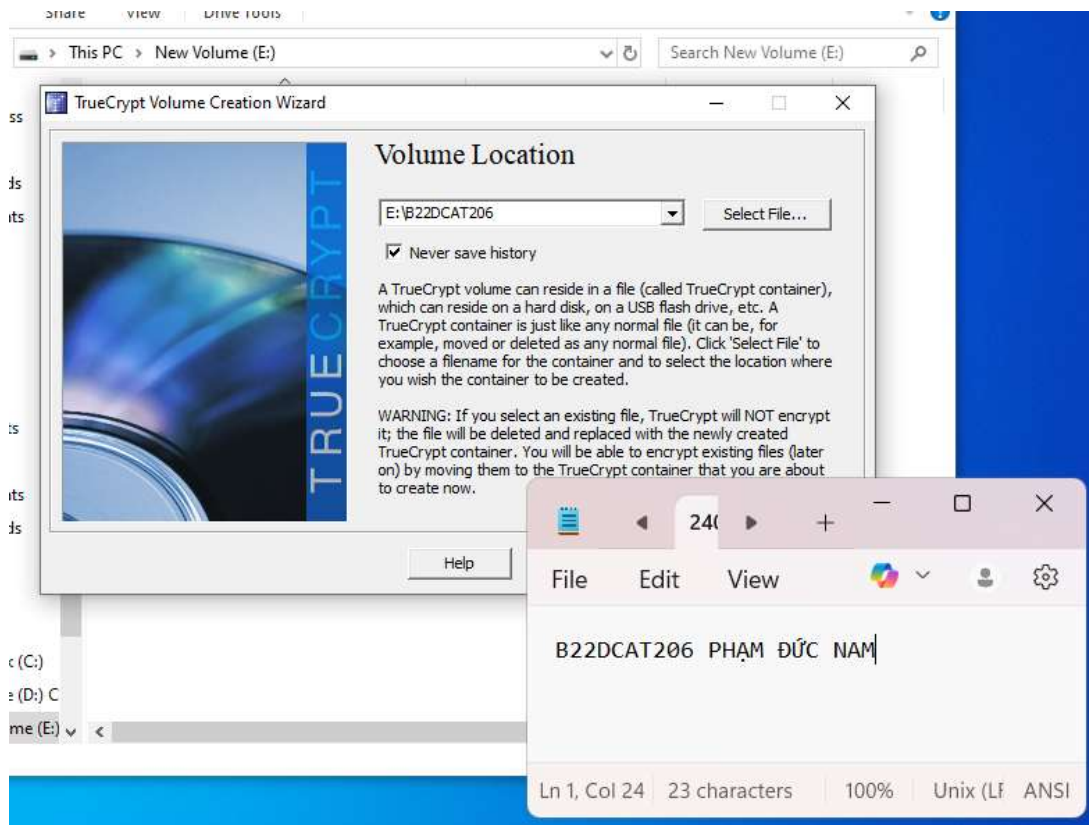 Share View Drive Tools
This PC > New Volume (E:)
Search New Volume (E:)
TrueCrypt Volume Creation Wizard
TRUECRYPT
Volume Location
E:\B22DCAT206
Select File...
Never save history
A TrueCrypt volume can reside in a file (called TrueCrypt container),
which can reside on a hard disk, on a USB flash drive, etc. A
TrueCrypt container is just like any normal file (it can be, for
example, moved or deleted as any normal file). Click 'Select File' to
choose a filename for the container and to select the location where
you wish the container to be created.
WARNING: If you select an existing file, TrueCrypt will NOT encrypt
it; the file will be deleted and replaced with the newly created
TrueCrypt container. You will be able to encrypt existing files (later
on) by moving them to the TrueCrypt container that you are about
to create now.
Help
(C:)
(D:) C
(E:)
240
File Edit View
B22DCAT206 PHẠM ĐỨC NAM
Ln 1, Col 24 23 characters 100% Unix (LF ANSI